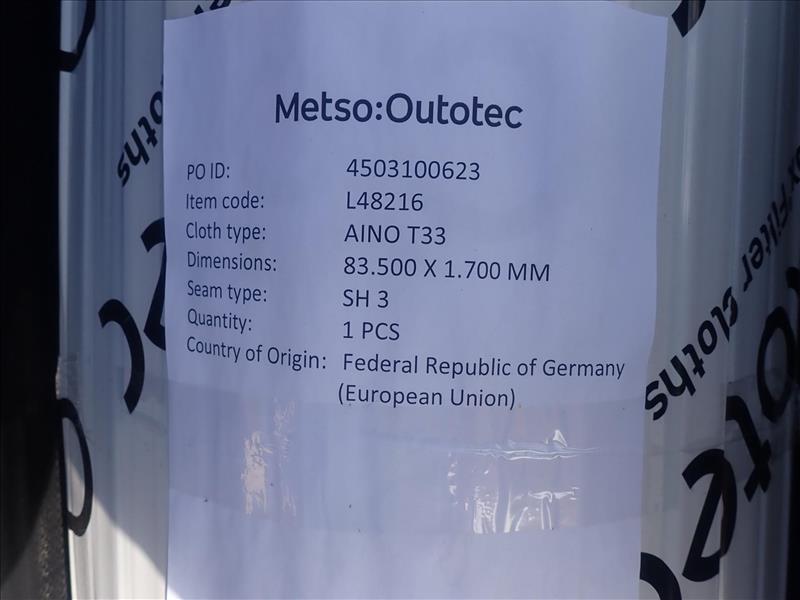 Metso:Outotec
PO ID: 4503100623
Item code: L48216
Cloth type: AINO T33
Dimensions: 83.500 X 1.700 MM
Seam type: SH 3
Quantity: 1 PCS
Country of Origin: Federal Republic of Germany
(European Union)
cloths
Filter cloths